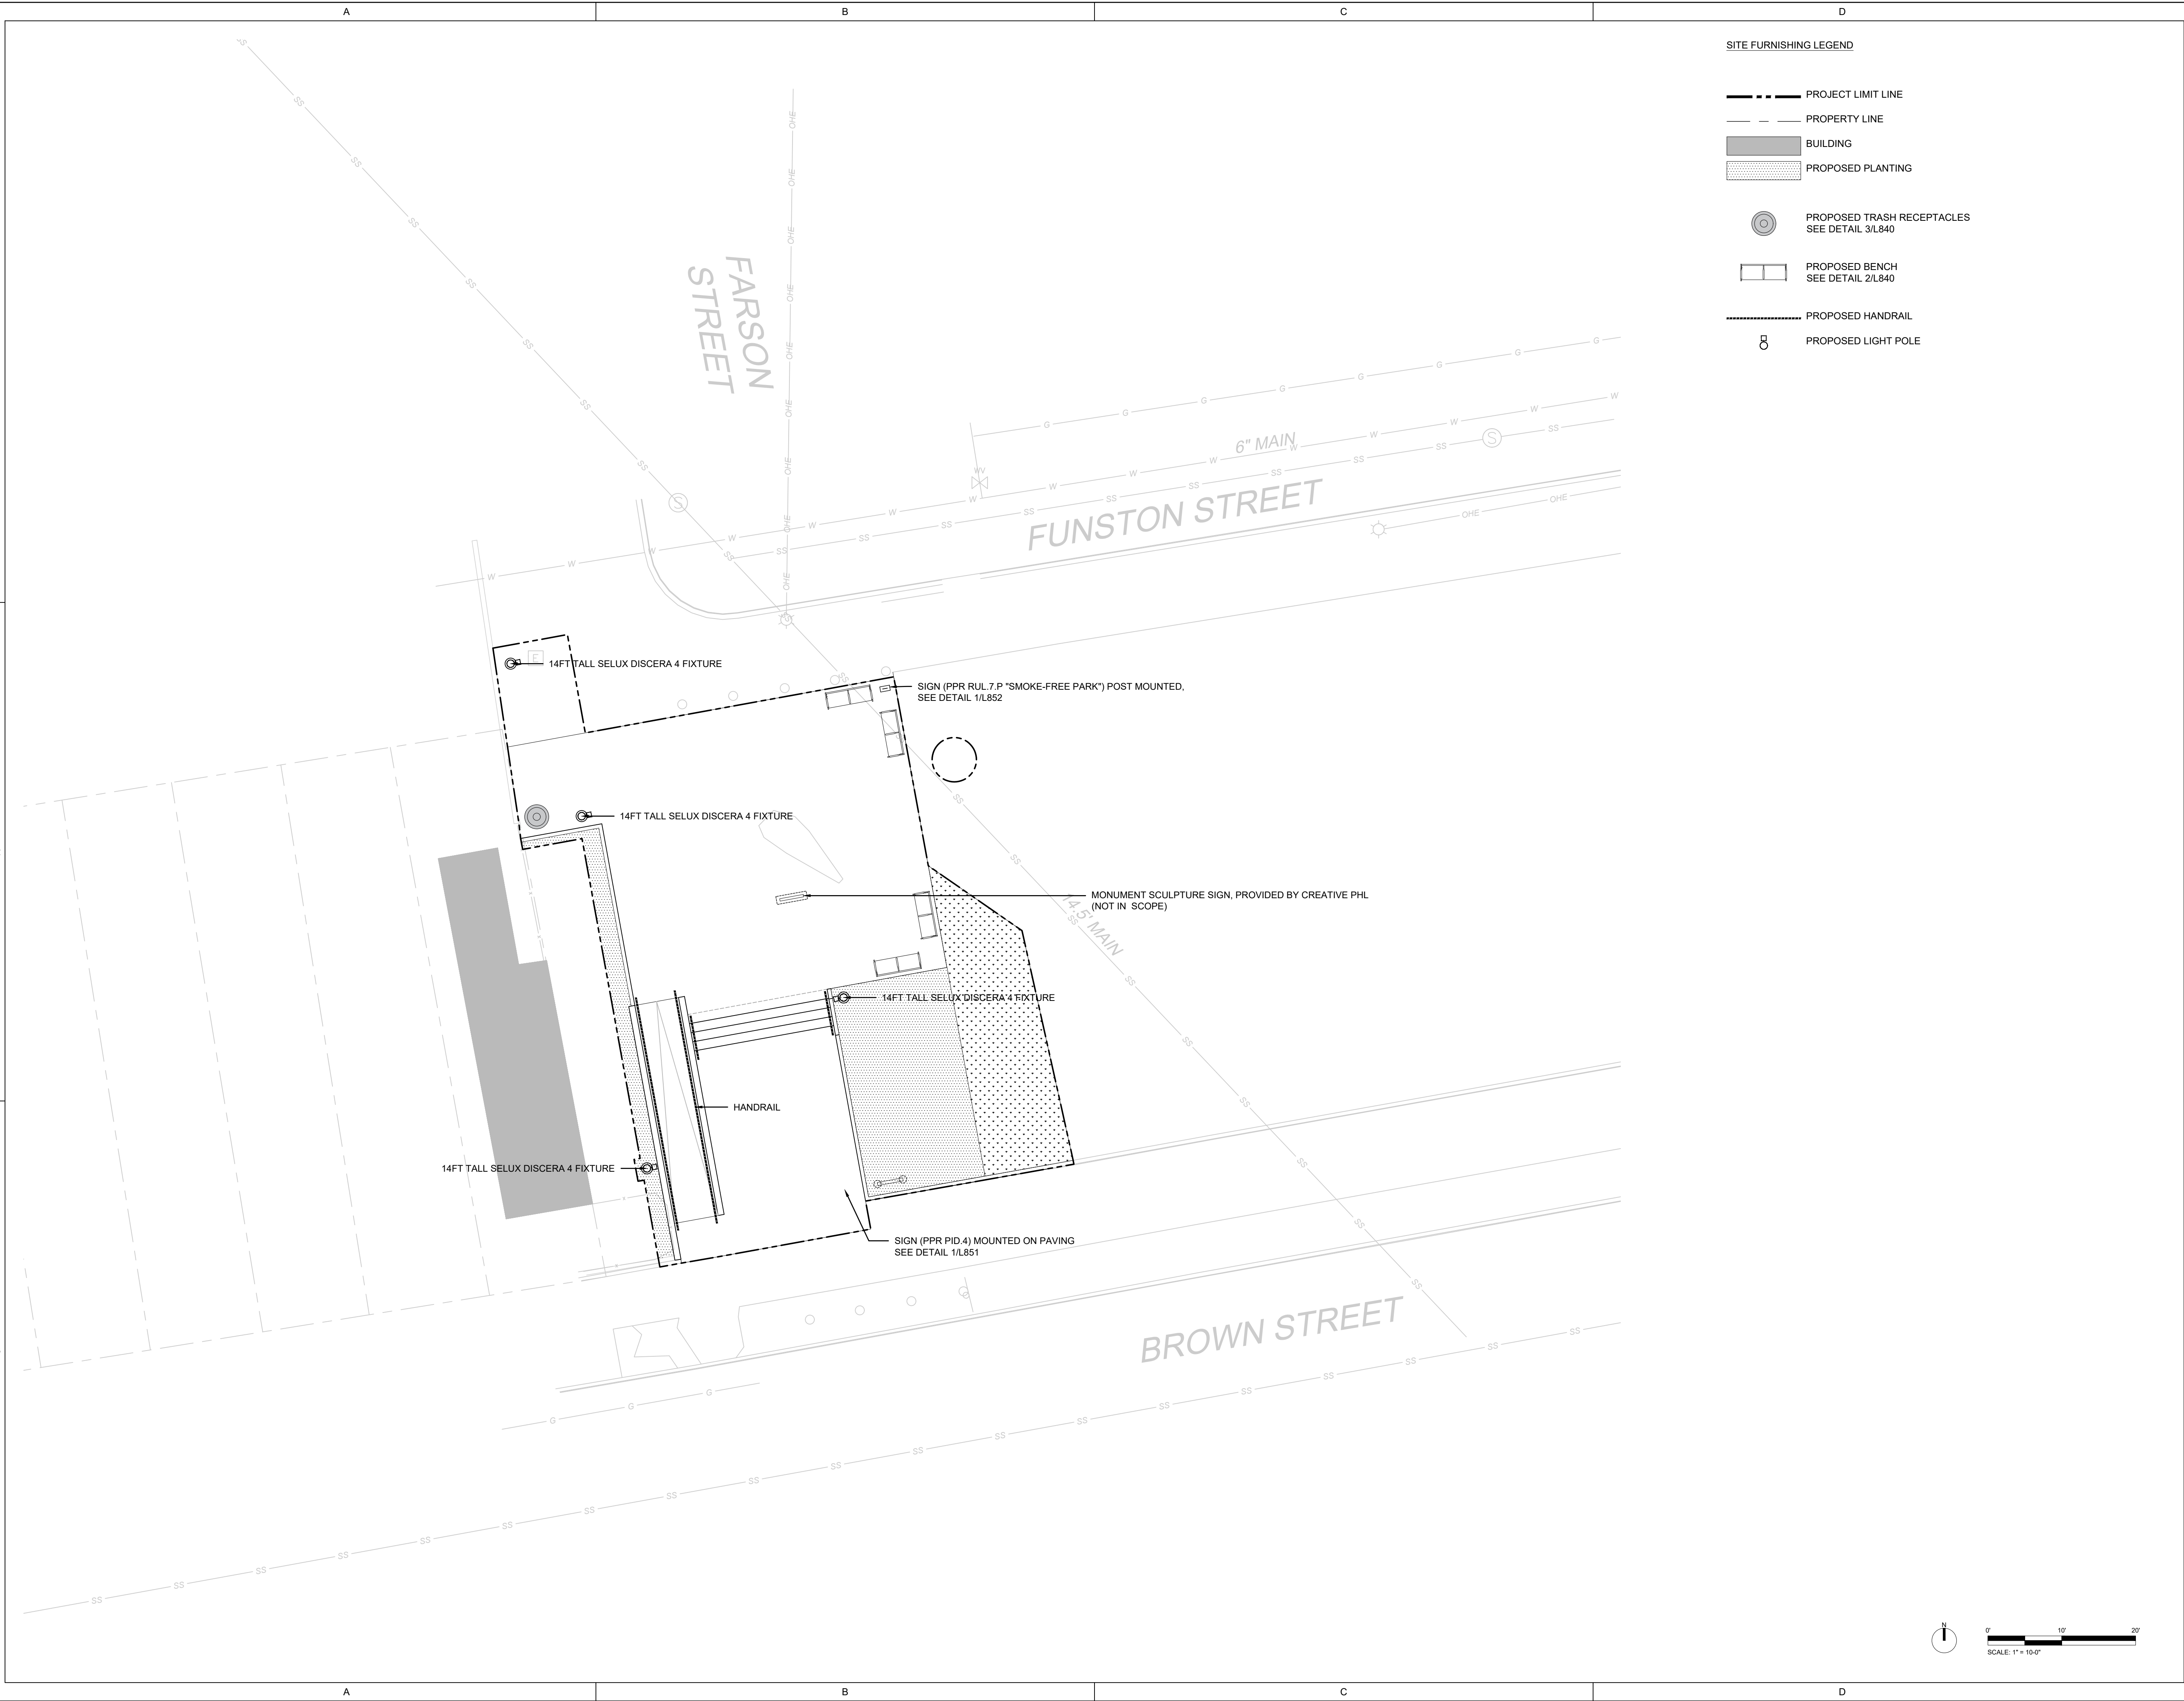 A
B
C
D
SITE FURNISHING LEGEND
PROJECT LIMIT LINE
PROPERTY LINE
BUILDING
PROPOSED PLANTING
PROPOSED TRASH RECEPTACLES
SEE DETAIL 3/L840
PROPOSED BENCH
SEE DETAIL 2/L840
PROPOSED HANDRAIL
PROPOSED LIGHT POLE
FARSON
STREET
6" MAIN
WV
S
S
FUNSTON STREET
E
14FT TALL SELUX DISCERA 4 FIXTURE
SIGN (PPR RUL.7.P "SMOKE-FREE PARK") POST MOUNTED,
SEE DETAIL 1/L852
14FT TALL SELUX DISCERA 4 FIXTURE
MONUMENT SCULPTURE SIGN, PROVIDED BY CREATIVE PHL
(NOT IN SCOPE)
14.5' MAIN
14FT TALL SELUX DISCERA 4 FIXTURE
HANDRAIL
14FT TALL SELUX DISCERA 4 FIXTURE
SIGN (PPR PID.4) MOUNTED ON PAVING
SEE DETAIL 1/L851
BROWN STREET
SS
OHE
G
W
N
0' 10' 20'
SCALE: 1" = 10-0"
A
B
C
D